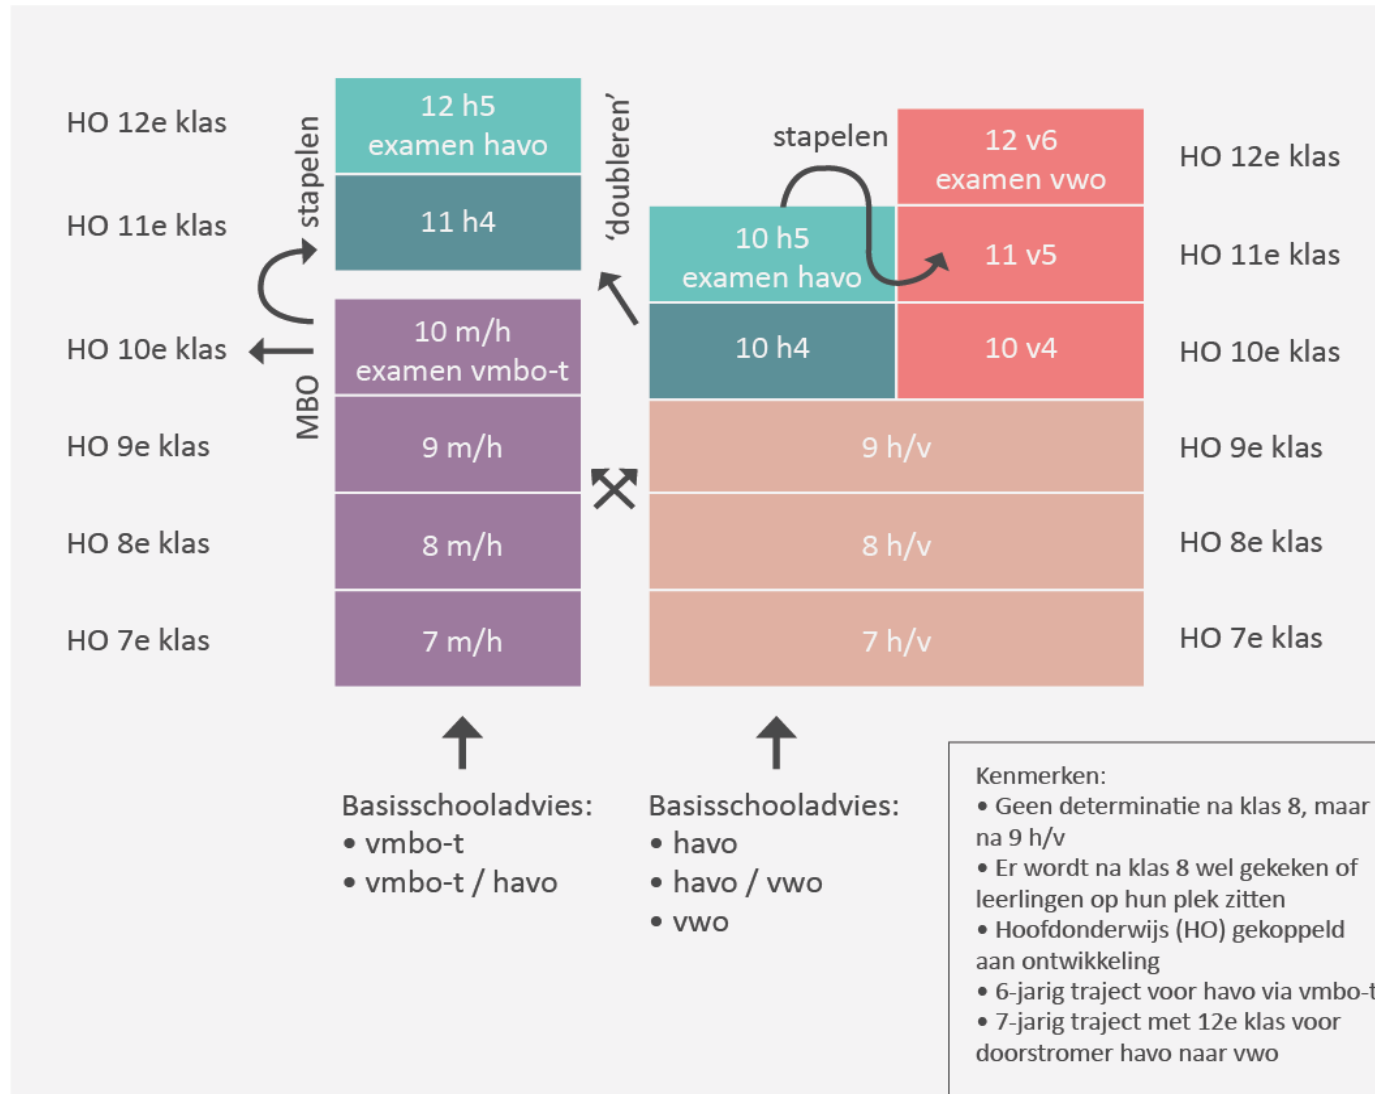 HO 12e klas
HO 11e klas
HO 10e klas
HO 9e klas
HO 8e klas
HO 7e klas
stapelen
MBO
12 h5
examen havo
11 h4
10 m/h
examen vmbo-t
9 m/h
8 m/h
7 m/h
'doubleren'
stapelen
10 h5
examen havo
10 h4
12 v6
examen vwo
11 v5
10 v4
9 h/v
8 h/v
7 h/v
HO 12e klas
HO 11e klas
HO 10e klas
HO 9e klas
HO 8e klas
HO 7e klas
Basisschooladvies:
• vmbo-t
• vmbo-t / havo
Basisschooladvies:
• havo
• havo / vwo
• vwo
Kenmerken:
• Geen determinatie na klas 8, maar
na 9 h/v
• Er wordt na klas 8 wel gekeken of
leerlingen op hun plek zitten
• Hoofdonderwijs (HO) gekoppeld
aan ontwikkeling
• 6-jarig traject voor havo via vmbo-t
• 7-jarig traject met 12e klas voor
doorstromer havo naar vwo